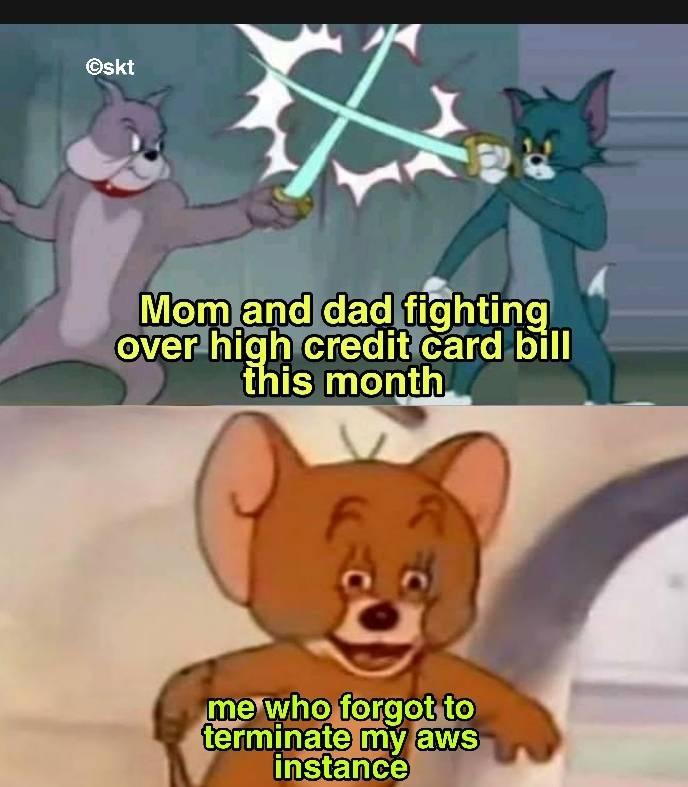 ©skt
Mom and dad fighting
over high credit card bill
this month
me who forgot to
terminate my aws
instance